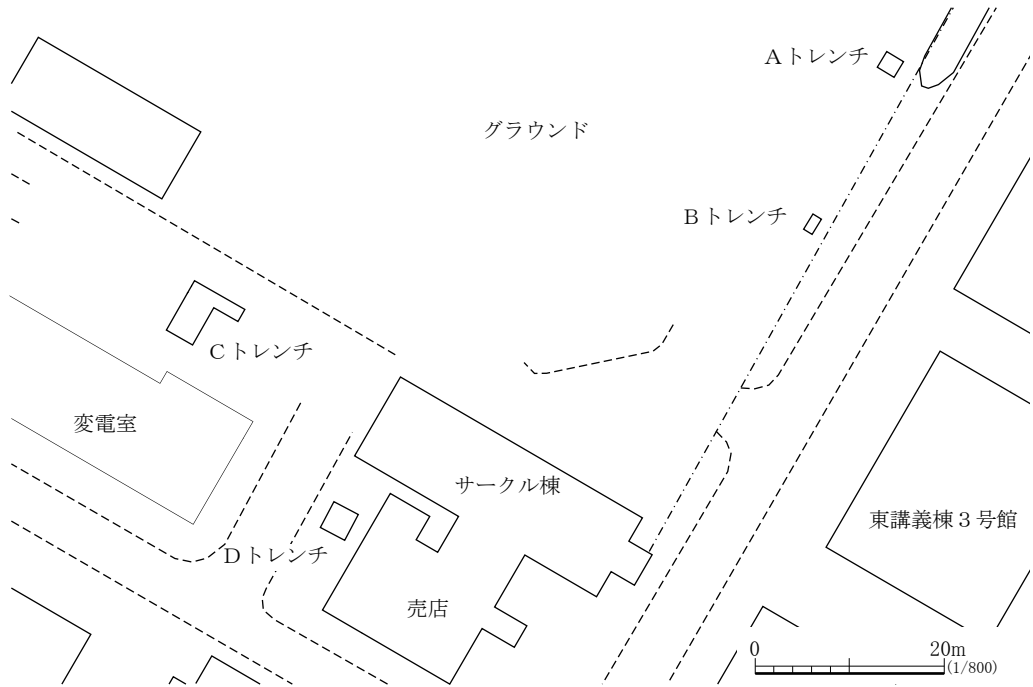 Aトレンチ
グラウンド
Bトレンチ
Cトレンチ
変電室
サークル棟
東講義棟3号館
Dトレンチ
売店
0 20m
(1/800)